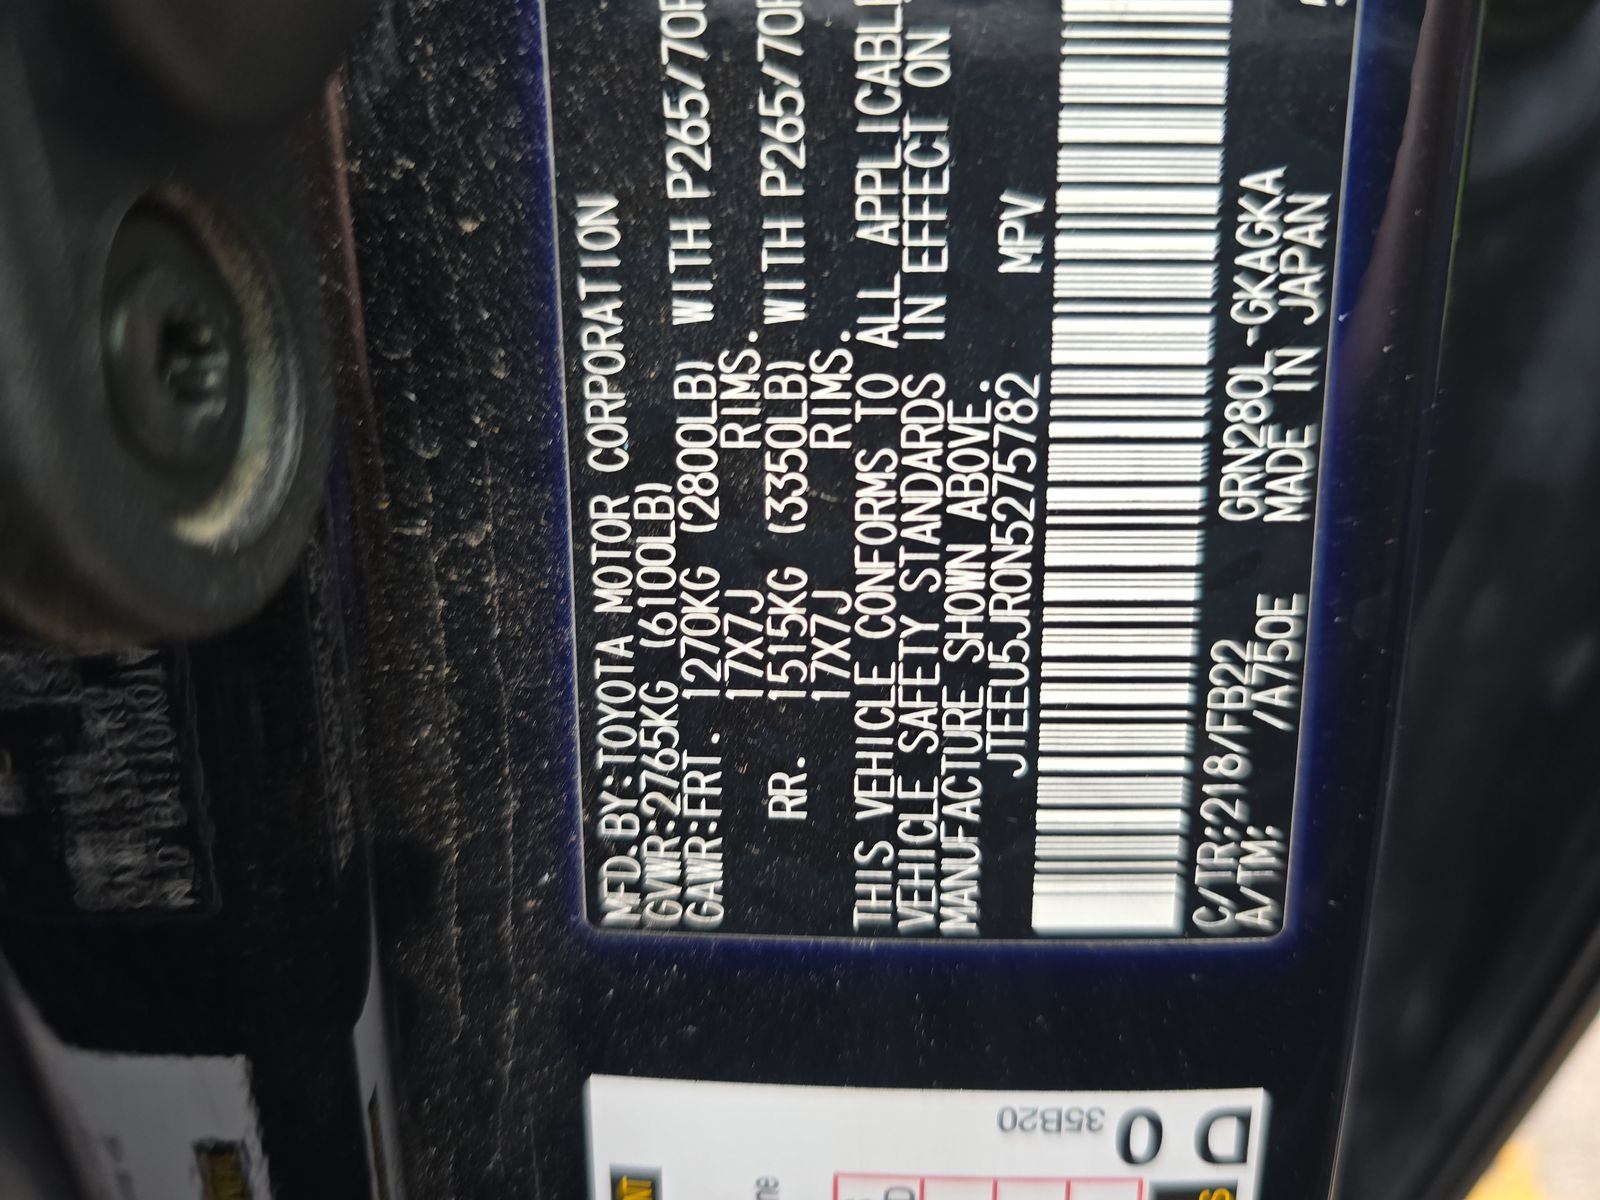 MFD.BY:TOYOTA MOTOR CORPORATION
GVWR:2765KG (6100LB)
GAWR:FRT. 1270KG (2800LB) WITH P265/70R
17X7J RIMS.
RR. 1515KG (3350LB) WITH P265/70R
17X7J RIMS.
THIS VEHICLE CONFORMS TO ALL APPLICABLE
VEHICLE SAFETY STANDARDS IN EFFECT ON
MANUFACTURE SHOWN ABOVE.
JTEEU5JR0N5275782 MPV
C/TR:218/FB22 GRN280L-GKAGKA
A/TM: /A750E MADE IN JAPAN
35B20
D 0